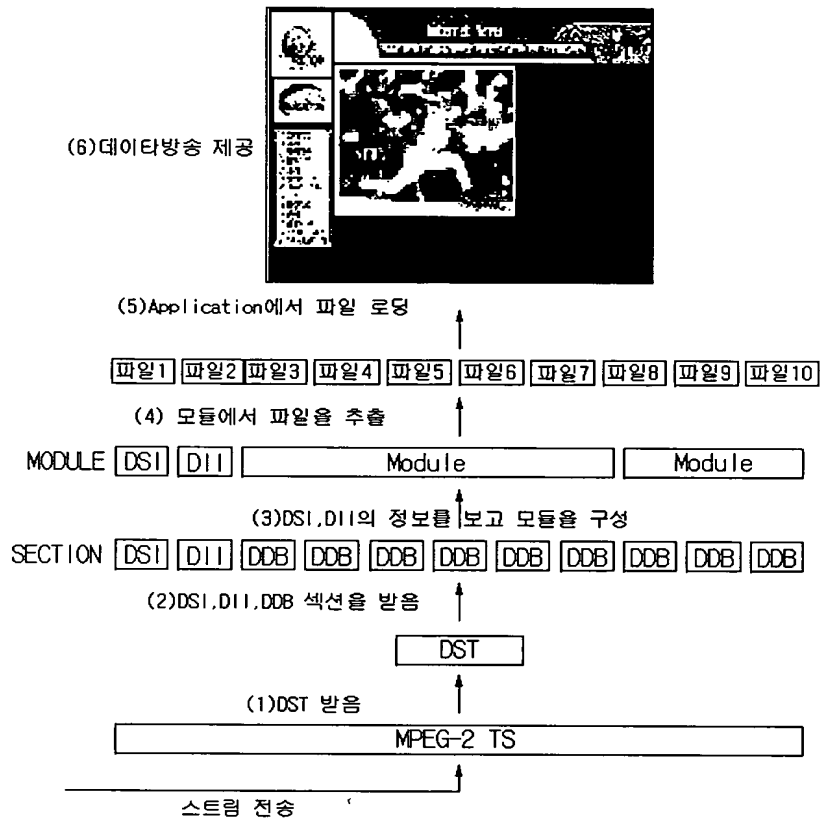 (6)데이타방송 제공
(5)Application에서 파일 로딩
파일1 파일2 파일3 파일4 파일5 파일6 파일7 파일8 파일9 파일10
(4) 모듈에서 파일을 추출
MODULE DSI DII Module Module
(3)DSI,DII의 정보를 보고 모듈을 구성
SECTION DSI DII DDB DDB DDB DDB DDB DDB DDB DDB DDB
(2)DSI,DII,DDB 섹션을 받음
DST
(1)DST 받음
MPEG-2 TS
스트림 전송